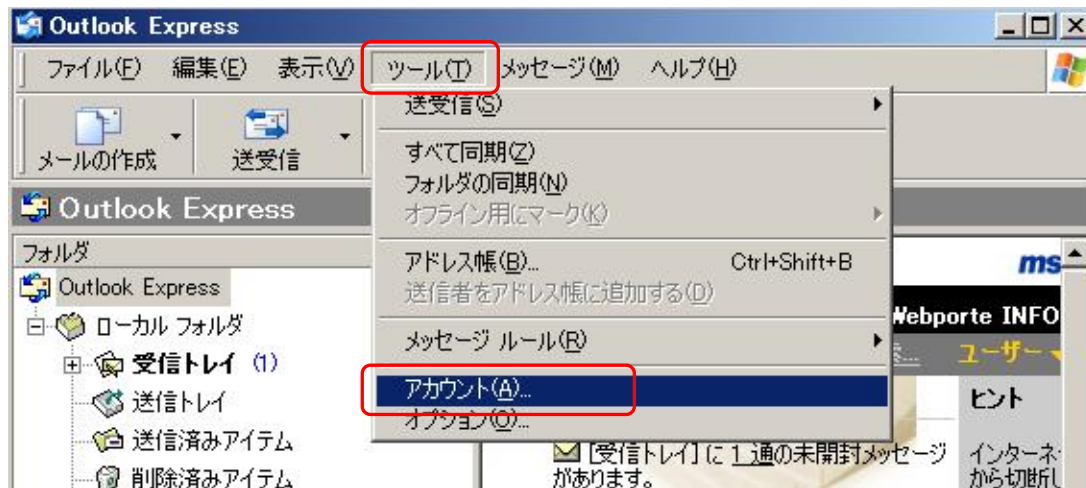 Outlook Express
ファイル(F) 編集(E) 表示(V) ツール(T) メッセージ(M) ヘルプ(H)
メールの作成 送受信
Outlook Express
フォルダ
Outlook Express
ローカル フォルダ
受信トレイ (1)
送信トレイ
送信済みアイテム
削除済みアイテム
送受信(S)
すべて同期(Z)
フォルダの同期(N)
オフライン用にマーク(K)
アドレス帳(B)... Ctrl+Shift+B
送信者をアドレス帳に追加する(D)
メッセージ ルール(R)
アカウント(A)...
オプション(O)...
ms
Webporte INFO
ユーザー
ヒント
[受信トレイ] に 1 通の未開封メッセージ
があります。
インターネ
から切断し